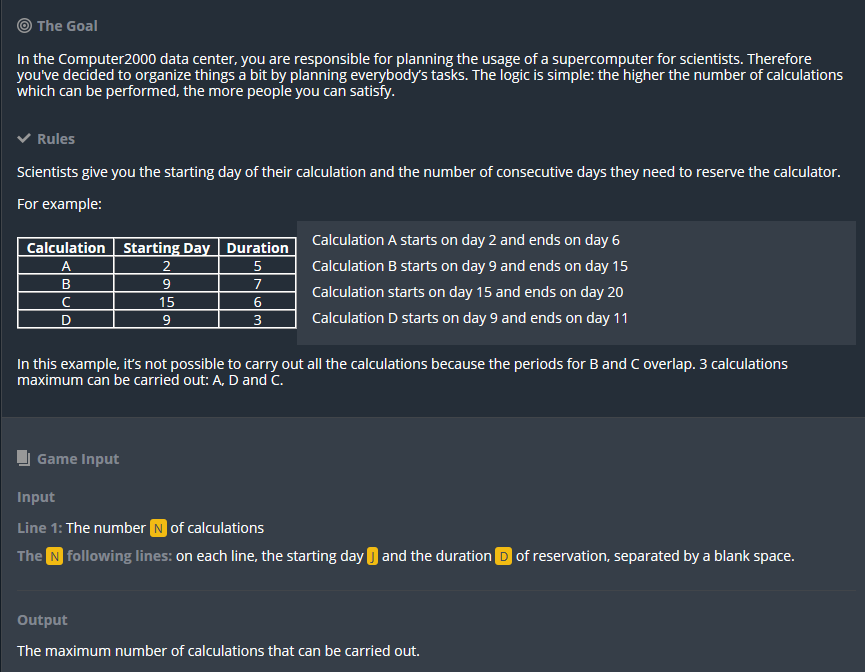 The Goal
In the Computer2000 data center, you are responsible for planning the usage of a supercomputer for scientists. Therefore
you've decided to organize things a bit by planning everybody's tasks. The logic is simple: the higher the number of calculations
which can be performed, the more people you can satisfy.
Rules
Scientists give you the starting day of their calculation and the number of consecutive days they need to reserve the calculator.
For example:
Calculation Starting Day Duration
A 2 5
B 9 7
C 15 6
D 9 3
Calculation A starts on day 2 and ends on day 6
Calculation B starts on day 9 and ends on day 15
Calculation starts on day 15 and ends on day 20
Calculation D starts on day 9 and ends on day 11
In this example, it's not possible to carry out all the calculations because the periods for B and C overlap. 3 calculations
maximum can be carried out: A, D and C.
Game Input
Input
Line 1: The number N of calculations
The N following lines: on each line, the starting day J and the duration D of reservation, separated by a blank space.
Output
The maximum number of calculations that can be carried out.